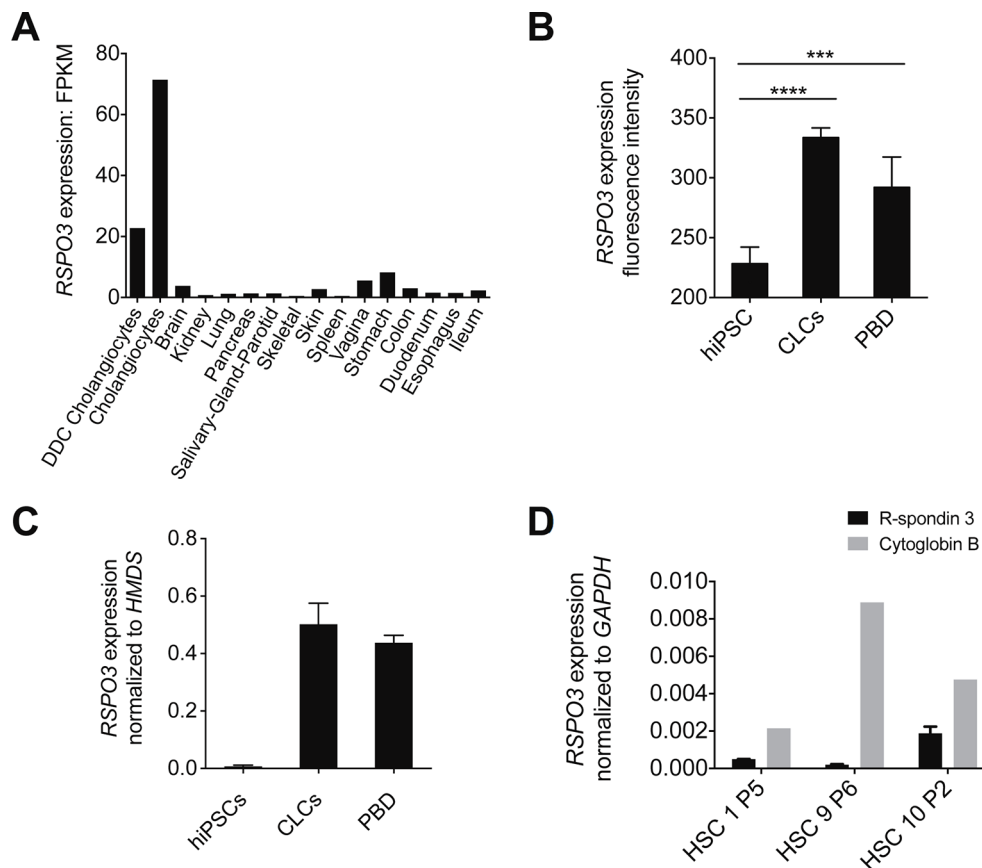 A
RSPO3 expression: FPKM
80
60
40
20
0
DDC Cholangiocytes
Cholangiocytes
Brain
Kidney
Lung
Pancreas
Salivary-Gland-Parotid
Skeletal
Skin
Spleen
Vagina
Stomach
Colon
Duodenum
Esophagus
Ileum
B
RSPO3 expression
fluorescence intensity
400
350
300
250
200
***
****
hiPSC
CLCs
PBD
C
RSPO3 expression
normalized to HMDS
0.8
0.6
0.4
0.2
0.0
hiPSCs
CLCs
PBD
D
R-spondin 3
Cytoglobin B
RSPO3 expression
normalized to GAPDH
0.010
0.008
0.006
0.004
0.002
0.000
HSC 1 P5
HSC 9 P6
HSC 10 P2